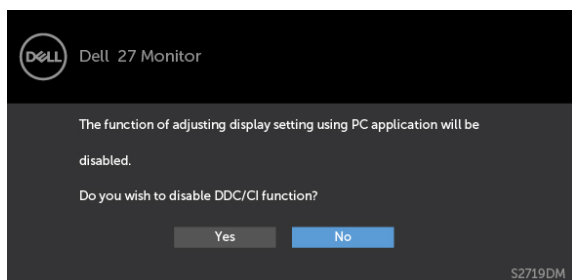 DELL
Dell 27 Monitor
The function of adjusting display setting using PC application will be
disabled.
Do you wish to disable DDC/CI function?
Yes
No
S2719DM